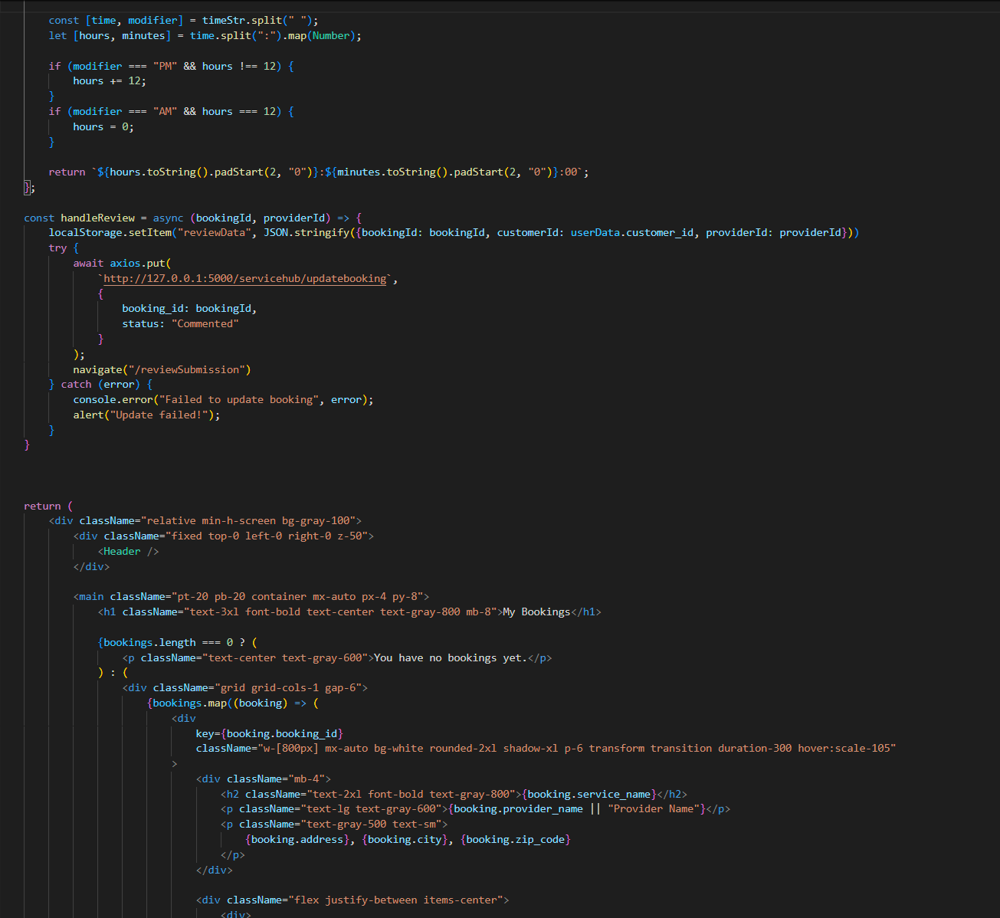 const [time, modifier] = timeStr.split(" ");
let [hours, minutes] = time.split(":").map(Number);
if (modifier === "PM" && hours !== 12) {
hours += 12;
}
if (modifier === "AM" && hours === 12) {
hours = 0;
}
return `${hours.toString().padStart(2, "0")}:${minutes.toString().padStart(2, "0")}:00`;
};
const handleReview = async (bookingId, providerId) => {
localStorage.setItem("reviewData", JSON.stringify({bookingId: bookingId, customerId: userData.customer_id, providerId: providerId}))
try {
await axios.put(
`http://127.0.0.1:5000/servicehub/updatebooking`,
{
booking_id: bookingId,
status: "Commented"
}
);
navigate("/reviewSubmission")
} catch (error) {
console.error("Failed to update booking", error);
alert("Update failed!");
}
}
return (
<div className="relative min-h-screen bg-gray-100">
<div className="fixed top-0 left-0 right-0 z-50">
<Header />
</div>
<main className="pt-20 pb-20 container mx-auto px-4 py-8">
<h1 className="text-3xl font-bold text-center text-gray-800 mb-8">My Bookings</h1>
{bookings.length === 0 ? (
<p className="text-center text-gray-600">You have no bookings yet.</p>
) : (
<div className="grid grid-cols-1 gap-6">
{bookings.map((booking) => (
<div
key={booking.booking_id}
className="w-[800px] mx-auto bg-white rounded-2xl shadow-xl p-6 transform transition duration-300 hover:scale-105"
>
<div className="mb-4">
<h2 className="text-2xl font-bold text-gray-800">{booking.service_name}</h2>
<p className="text-lg text-gray-600">{booking.provider_name || "Provider Name"}</p>
<p className="text-gray-500 text-sm">
{booking.address}, {booking.city}, {booking.zip_code}
</p>
</div>
<div className="flex justify-between items-center">
<div>